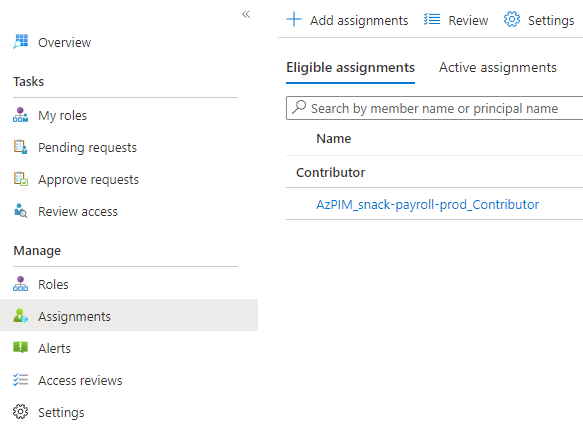 «
Overview
Tasks
My roles
Pending requests
Approve requests
Review access
Manage
Roles
Assignments
Alerts
Access reviews
Settings
Add assignments Review Settings
Eligible assignments Active assignments
Search by member name or principal name
Name
Contributor
AzPIM_snack-payroll-prod_Contributor